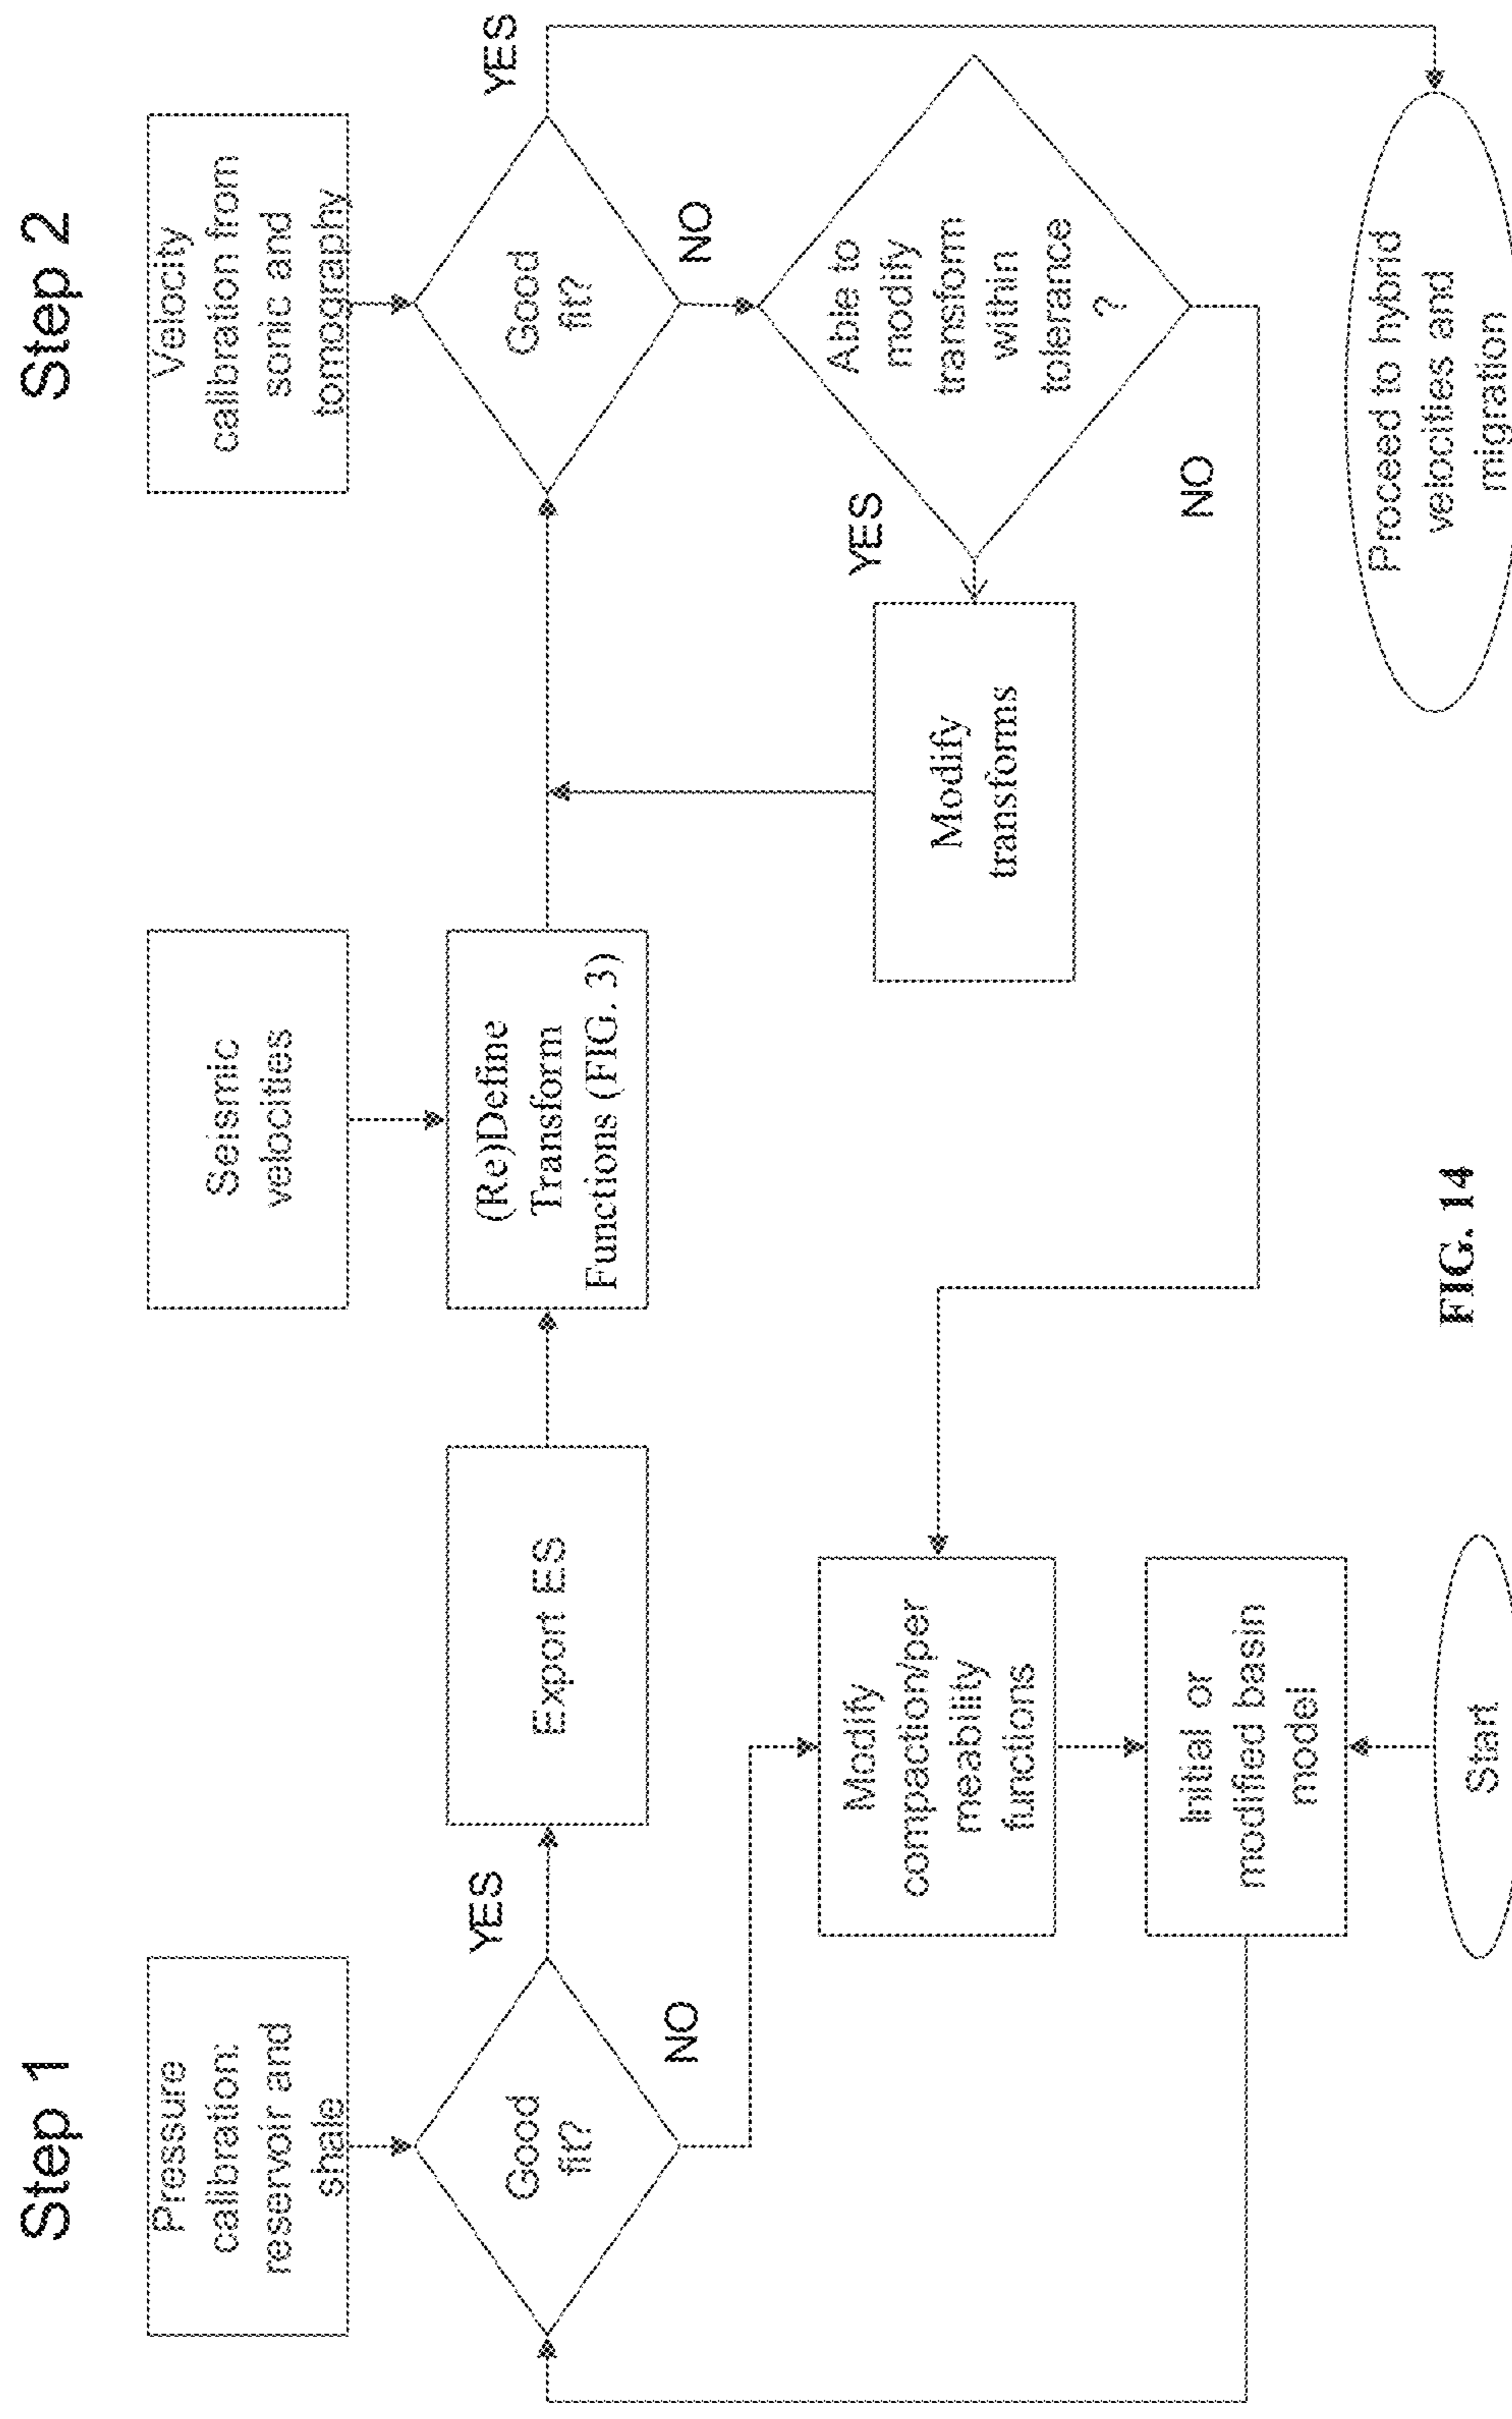 Step 1
Step 2
Pressure
calibration:
reservoir and
shale
Seismic
velocities
Velocity
calibration from
sonic and
tomography
Good
fit?
YES
NO
Export ES
(Re)Define
Transform
Functions (FIG. 3)
Good
fit?
YES
NO
Modify
compaction/per
meability
functions
Modify
transforms
YES
Able to
modify
transform
within
tolerance
?
NO
Initial or
modified basin
model
Start
FIG. 14
Proceed to hybrid
velocities and
migration